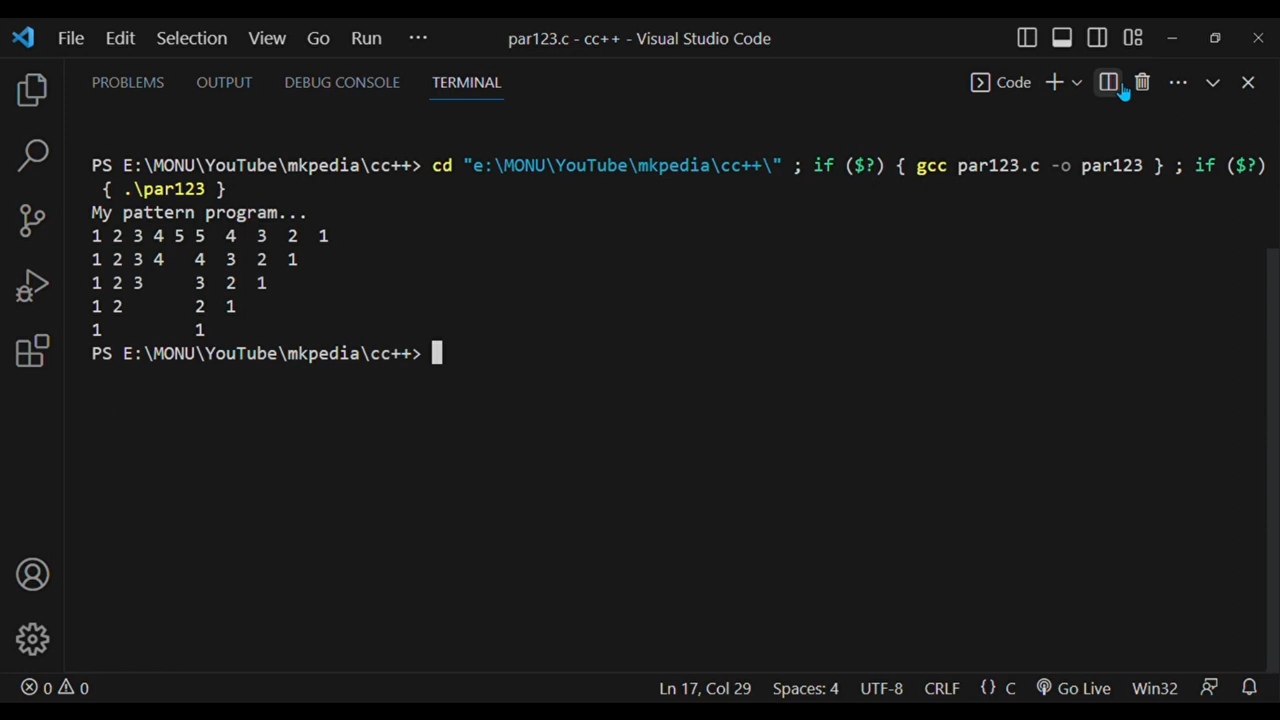 File Edit Selection View Go Run ··· par123.c - cc++ - Visual Studio Code
PROBLEMS OUTPUT DEBUG CONSOLE TERMINAL Code
PS E:\MONU\YouTube\mkpedia\cc++> cd "e:\MONU\YouTube\mkpedia\cc++\" ; if ($?) { gcc par123.c -o par123 } ; if ($?)
{ .\par123 }
My pattern program...
1 2 3 4 5 5  4  3  2  1
1 2 3 4   4  3  2  1
1 2 3     3  2  1
1 2       2  1
1         1
PS E:\MONU\YouTube\mkpedia\cc++>
0 0 Ln 17, Col 29 Spaces: 4 UTF-8 CRLF {} C Go Live Win32